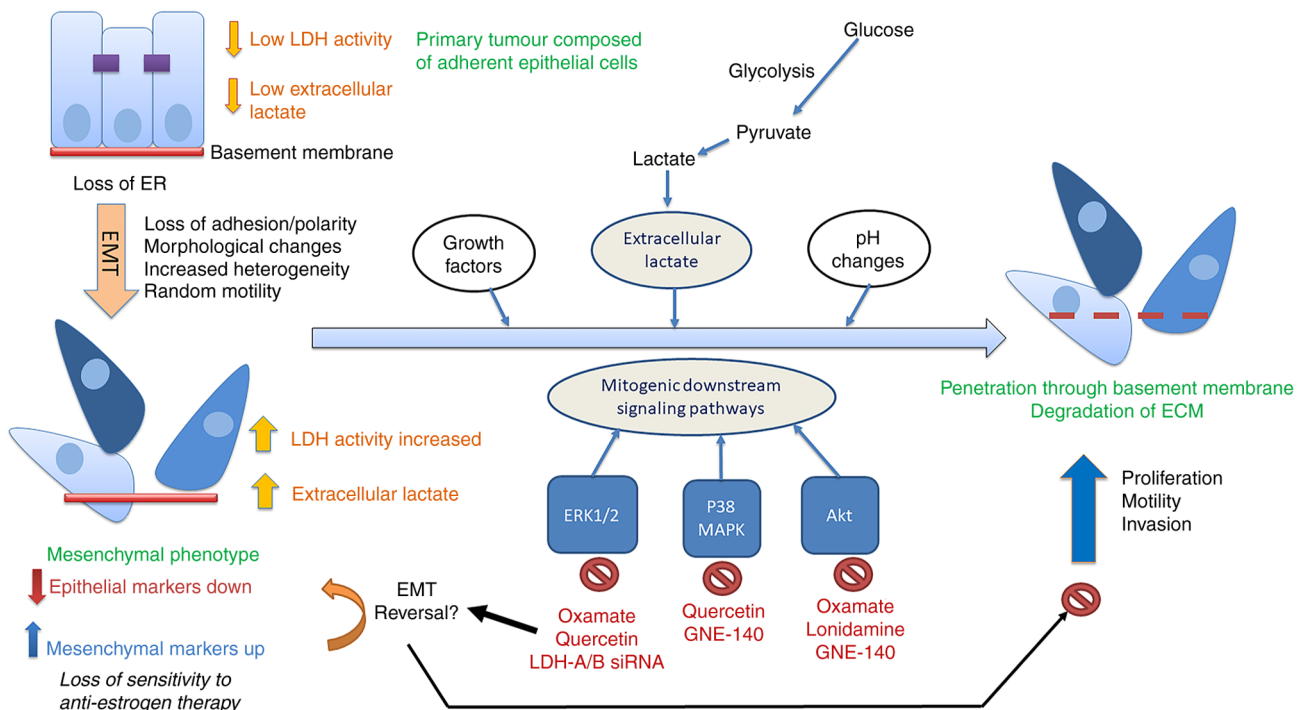 Low LDH activity
Low extracellular
lactate
Primary tumour composed
of adherent epithelial cells
Basement membrane
Glucose
Glycolysis
Pyruvate
Lactate
Loss of ER
EMT
Loss of adhesion/polarity
Morphological changes
Increased heterogeneity
Random motility
Growth
factors
Extracellular
lactate
pH
changes
Mitogenic downstream
signaling pathways
Penetration through basement membrane
Degradation of ECM
LDH activity increased
Extracellular lactate
ERK1/2
P38
MAPK
Akt
Proliferation
Motility
Invasion
Mesenchymal phenotype
Epithelial markers down
Mesenchymal markers up
Loss of sensitivity to
anti-estrogen therapy
EMT
Reversal?
Oxamate
Quercetin
LDH-A/B siRNA
Quercetin
GNE-140
Oxamate
Lonidamine
GNE-140